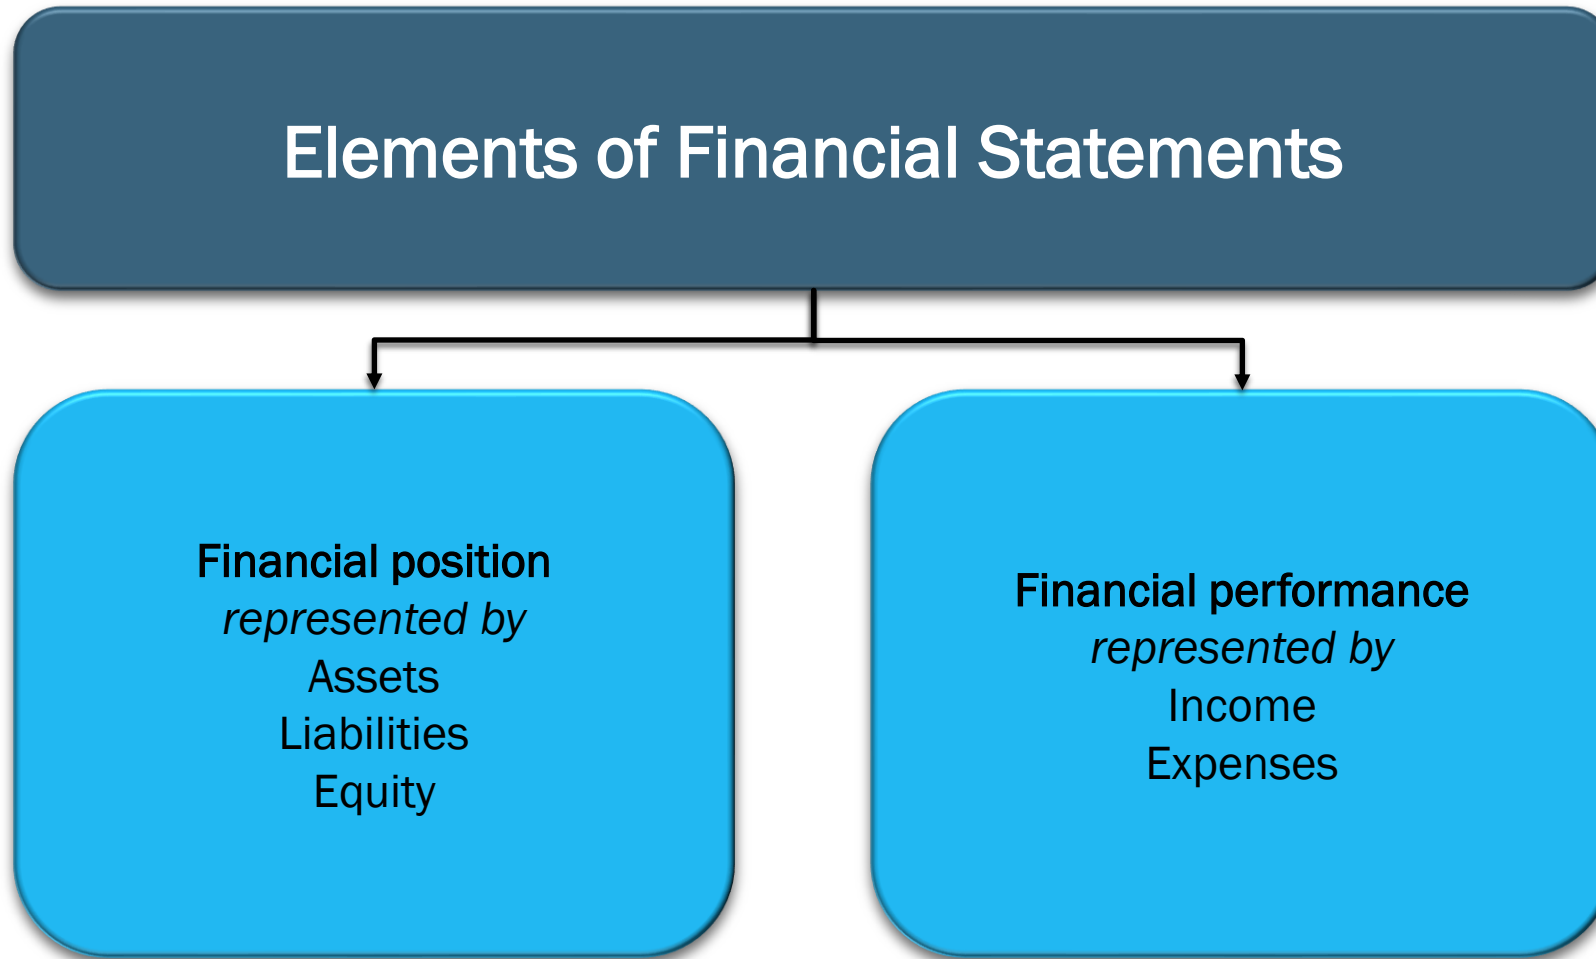 Elements of Financial Statements
Financial position
represented by
Assets
Liabilities
Equity
Financial performance
represented by
Income
Expenses